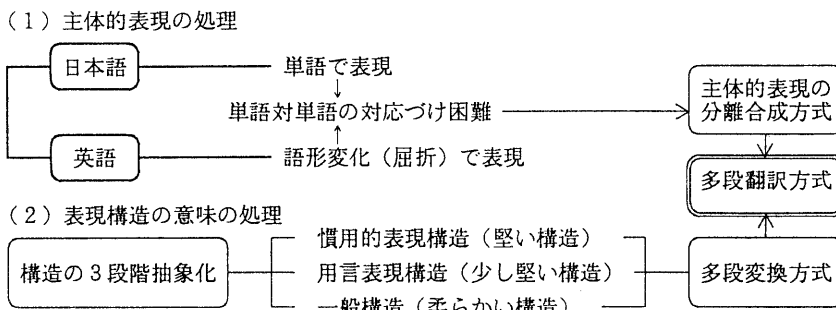 (1)主体的表現の処理
日本語
単語で表現
単語対単語の対応づけ困難
英語
語形変化(屈折)で表現
主体的表現の
分離合成方式
多段翻訳方式
(2)表現構造の意味の処理
構造の3段階抽象化
慣用的表現構造(堅い構造)
用言表現構造(少し堅い構造)
一般構造(柔らかい構造)
多段変換方式